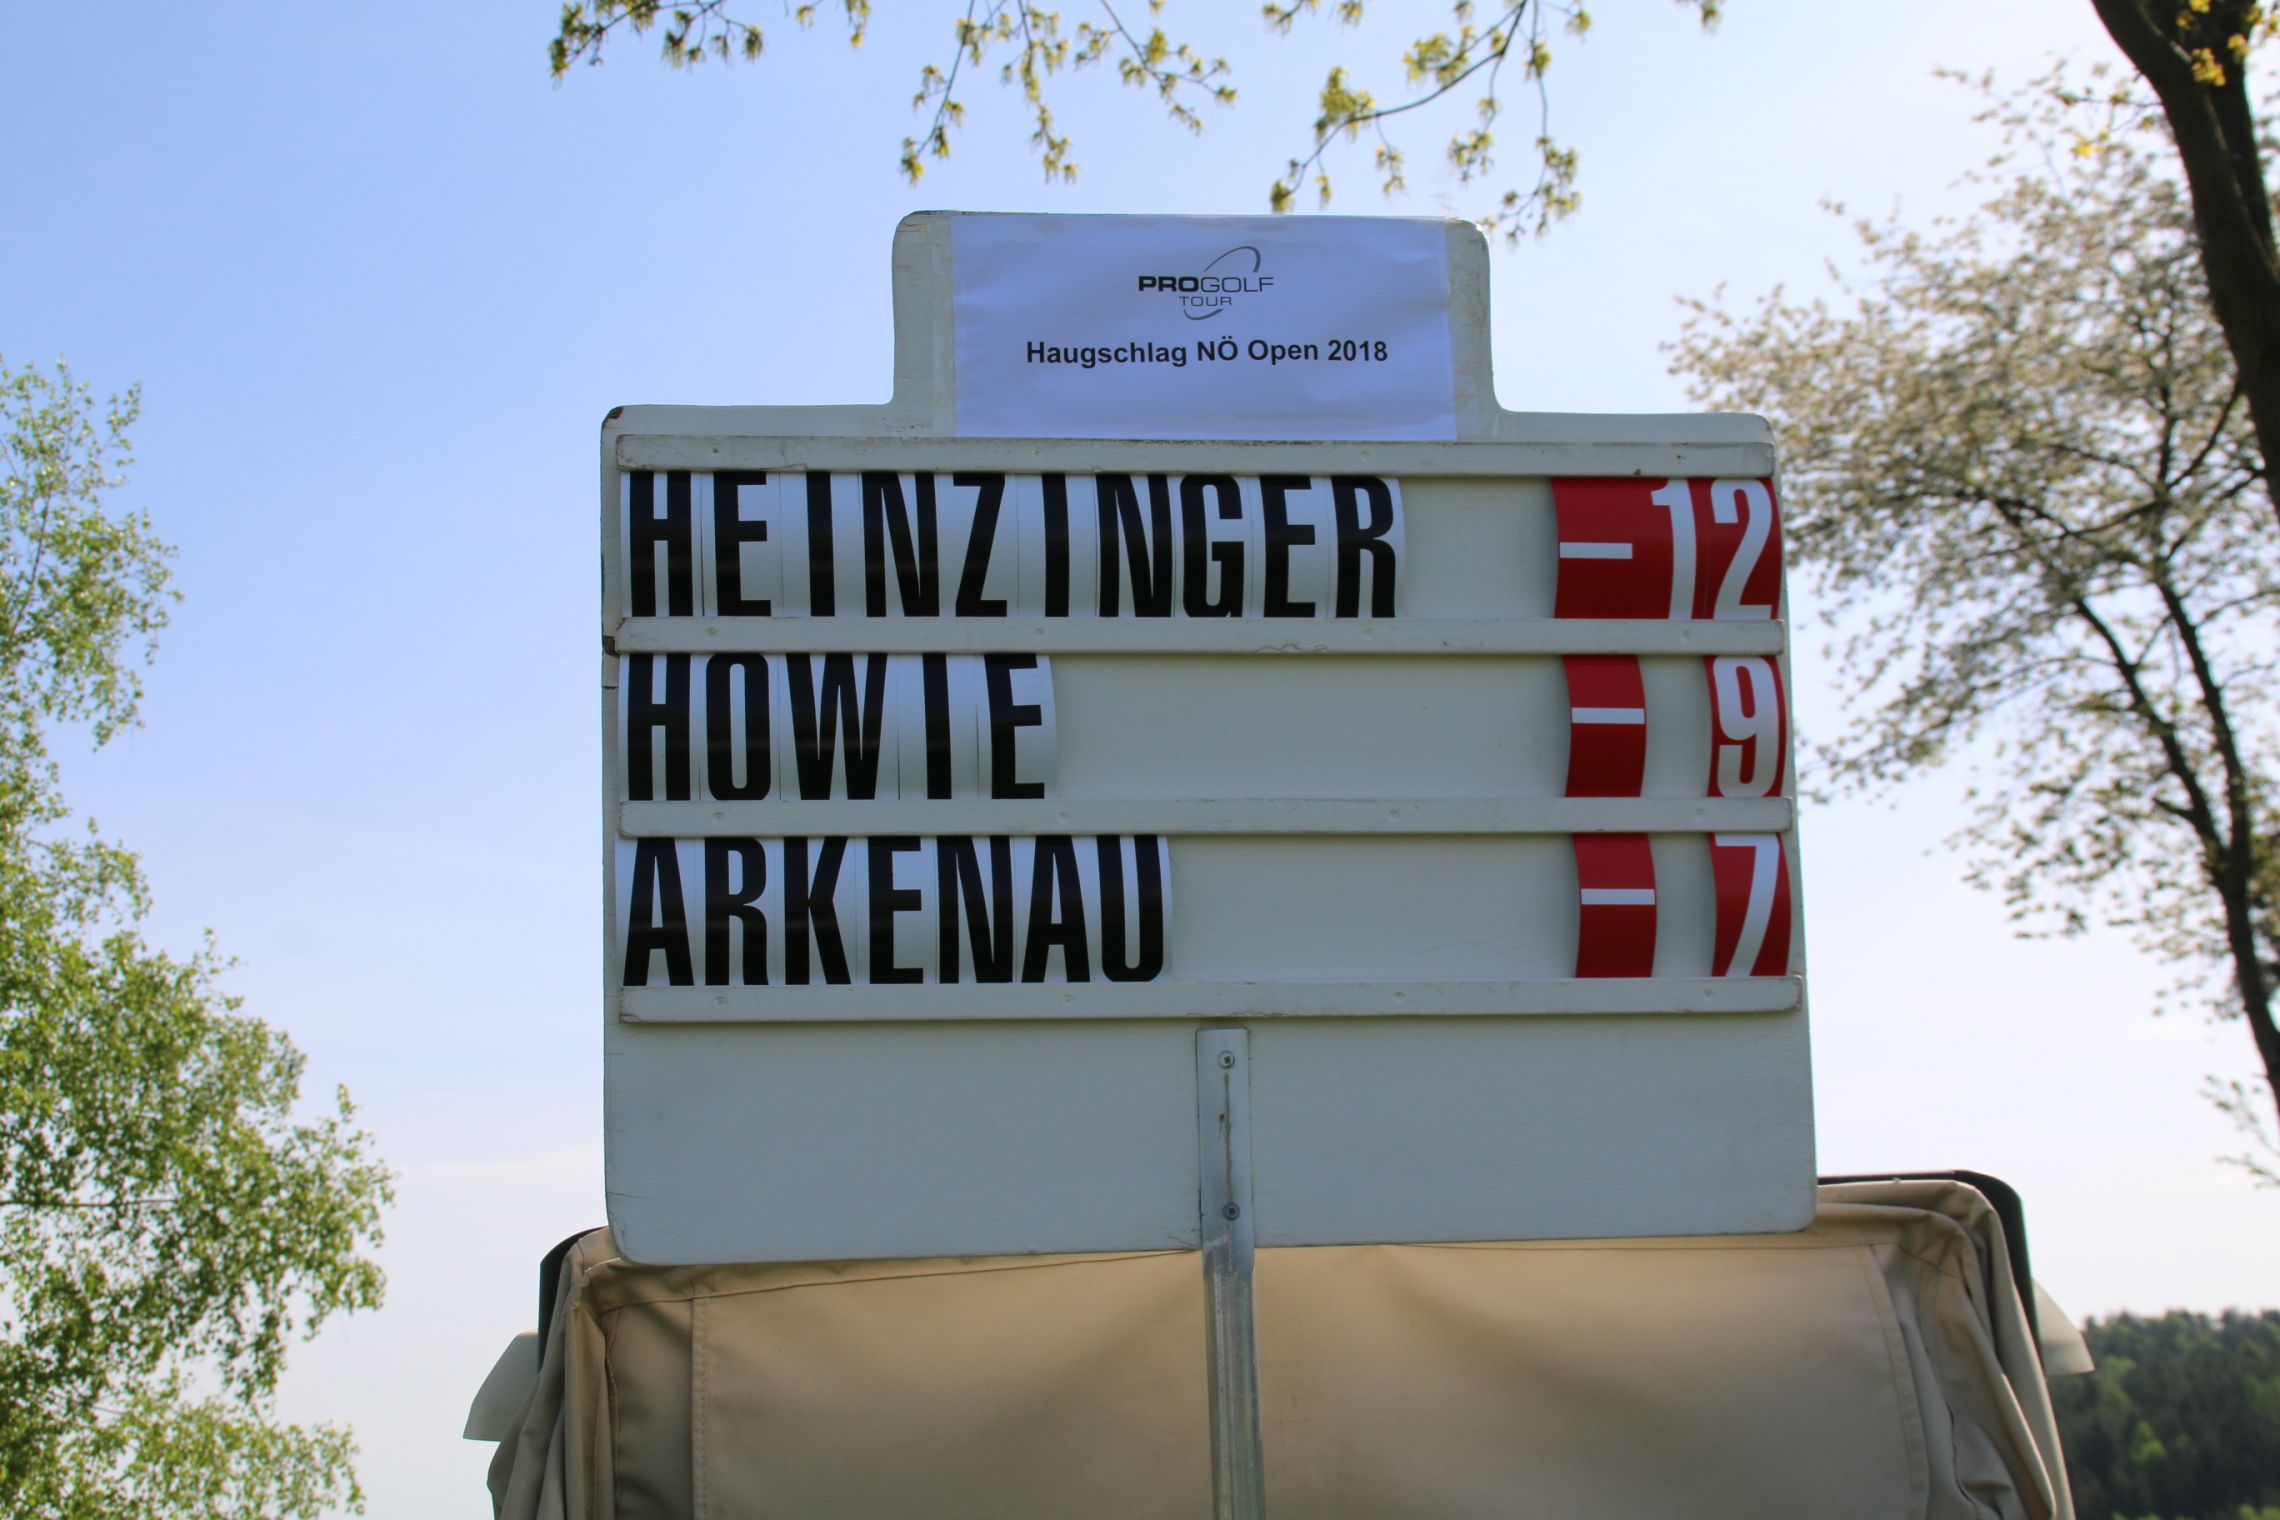 PROGOLF
TOUR
Haugschlag NÖ Open 2018
HEINZINGER -12
HOWIE -9
ARKENAU -7